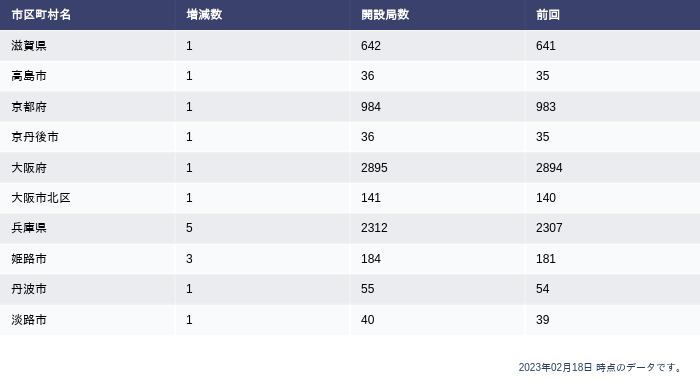 市区町村名 増減数 開設局数 前回
滋賀県 1 642 641
高島市 1 36 35
京都府 1 984 983
京丹後市 1 36 35
大阪府 1 2895 2894
大阪市北区 1 141 140
兵庫県 5 2312 2307
姫路市 3 184 181
丹波市 1 55 54
淡路市 1 40 39
2023年02月18日 時点のデータです。